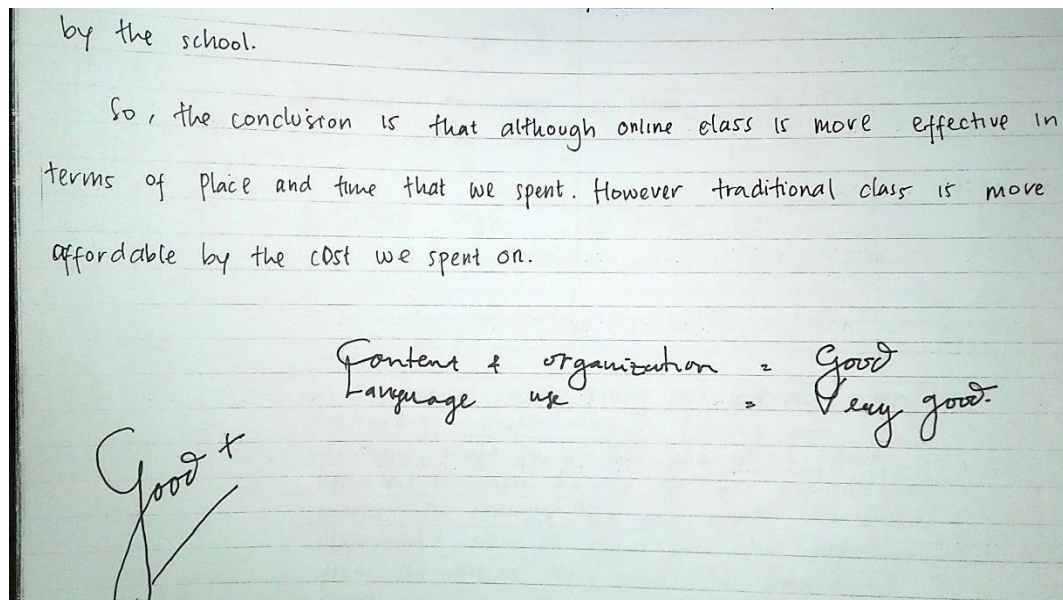 by the school.
So, the conclusion is that although online class is more effective in
terms of place and time that we spent. However traditional class is more
affordable by the cost we spent on.
Content & organization = Good
Language use = Very good.
Good +